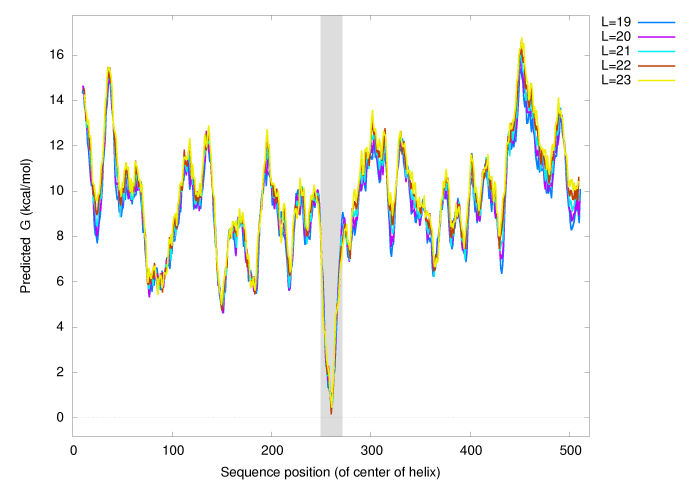 L=19
L=20
L=21
L=22
L=23
16
14
12
10
8
6
4
2
0
Predicted G (kcal/mol)
0 100 200 300 400 500
Sequence position (of center of helix)